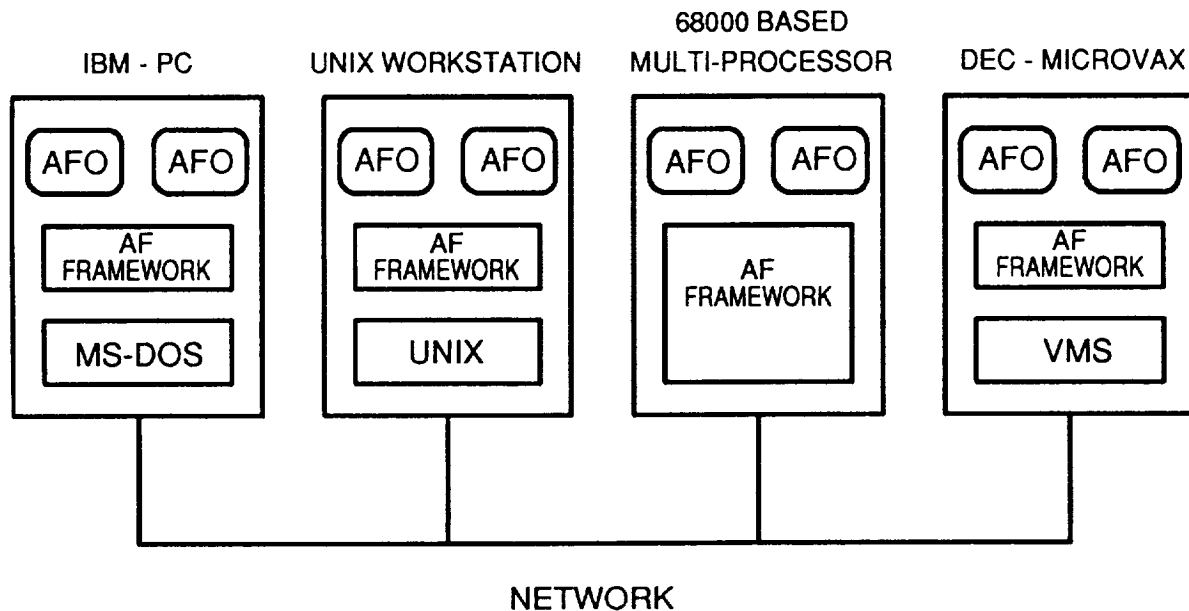 IBM - PC
UNIX WORKSTATION
68000 BASED
MULTI-PROCESSOR
DEC - MICROVAX
AFO
AFO
AF
FRAMEWORK
MS-DOS
AFO
AFO
AF
FRAMEWORK
UNIX
AFO
AFO
AF
FRAMEWORK
AFO
AFO
AF
FRAMEWORK
VMS
NETWORK